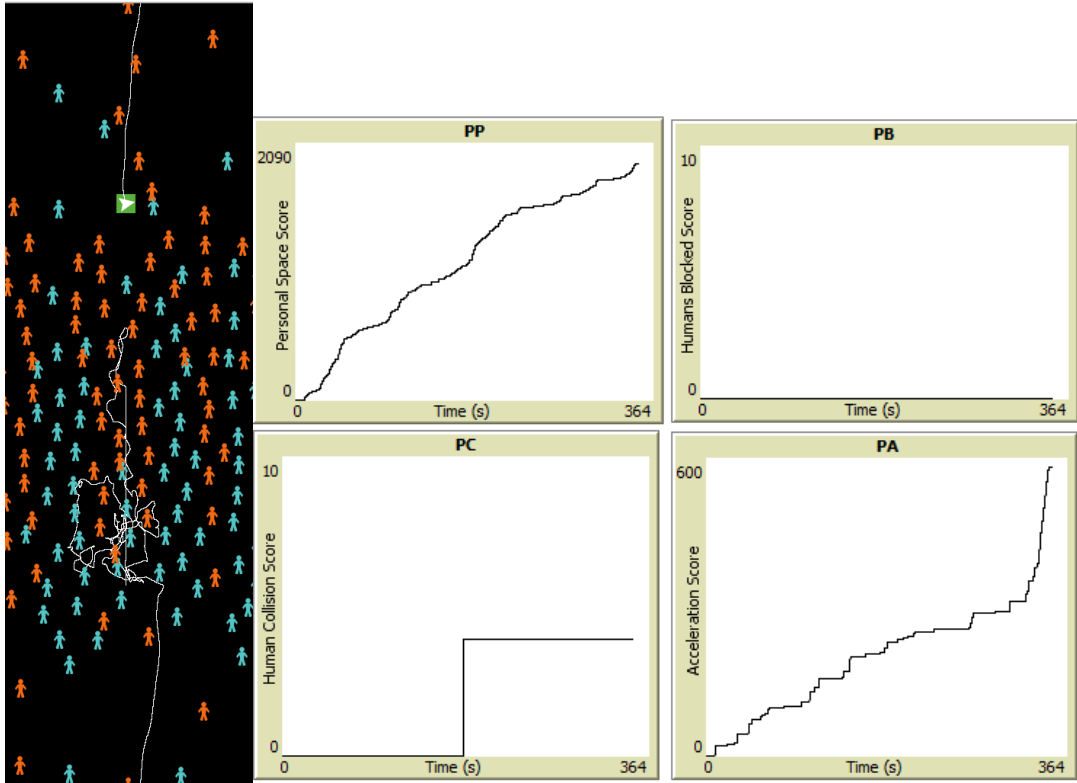 PP
2090
Personal Space Score
0
0
Time (s)
364
PB
10
Humans Blocked Score
0
0
Time (s)
364
PC
10
Human Collision Score
0
0
Time (s)
364
PA
600
Acceleration Score
0
0
Time (s)
364